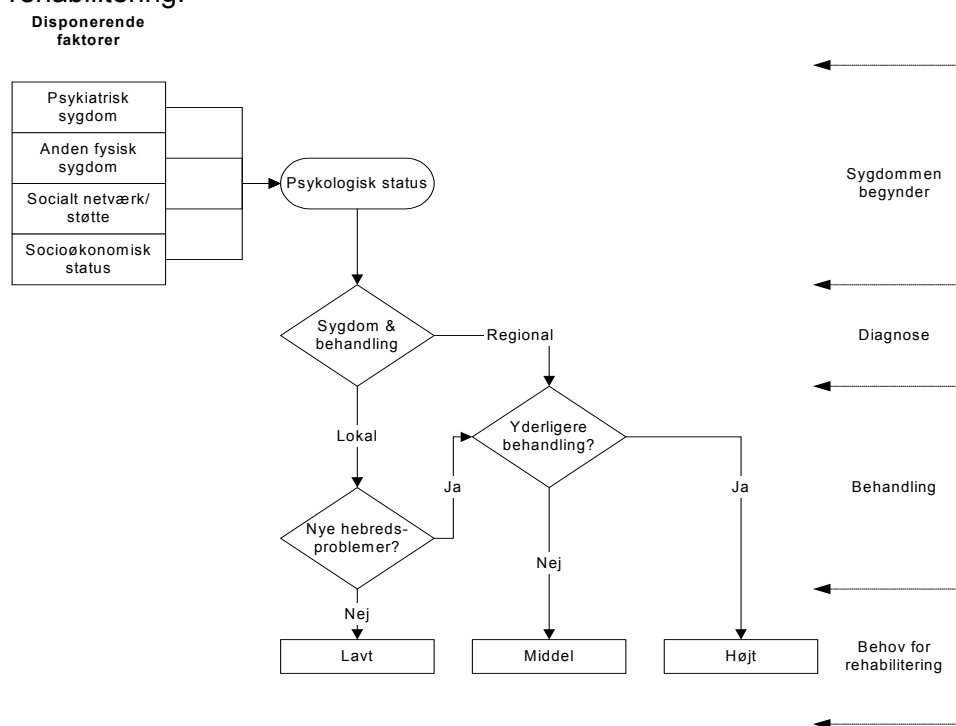 rehabilitering.
Disponerende
faktorer
Psykiatrisk
sygdom
Anden fysisk
sygdom
Socialt netværk/
støtte
Socioøkonomisk
status
Psykologisk status
Sygdommen
begynder
Sygdom &
behandling
Regional
Diagnose
Lokal
Yderligere
behandling?
Ja
Ja
Behandling
Nye hebreds-
problemer?
Nej
Nej
Lavt
Middel
Højt
Behov for
rehabilitering